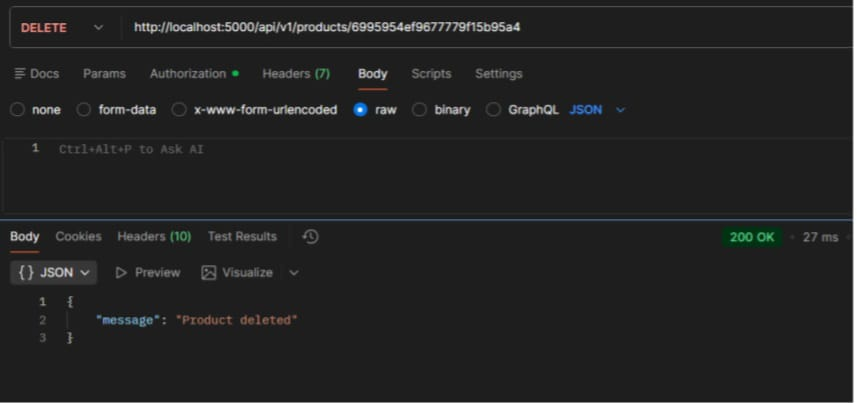 DELETE http://localhost:5000/api/v1/products/6995954ef9677779f15b95a4
Docs Params Authorization Headers (7) Body Scripts Settings
none form-data x-www-form-urlencoded raw binary GraphQL JSON
1 Ctrl+Alt+P to Ask AI
Body Cookies Headers (10) Test Results 200 OK 27 ms
{} JSON Preview Visualize
1 {
2 "message": "Product deleted"
3 }